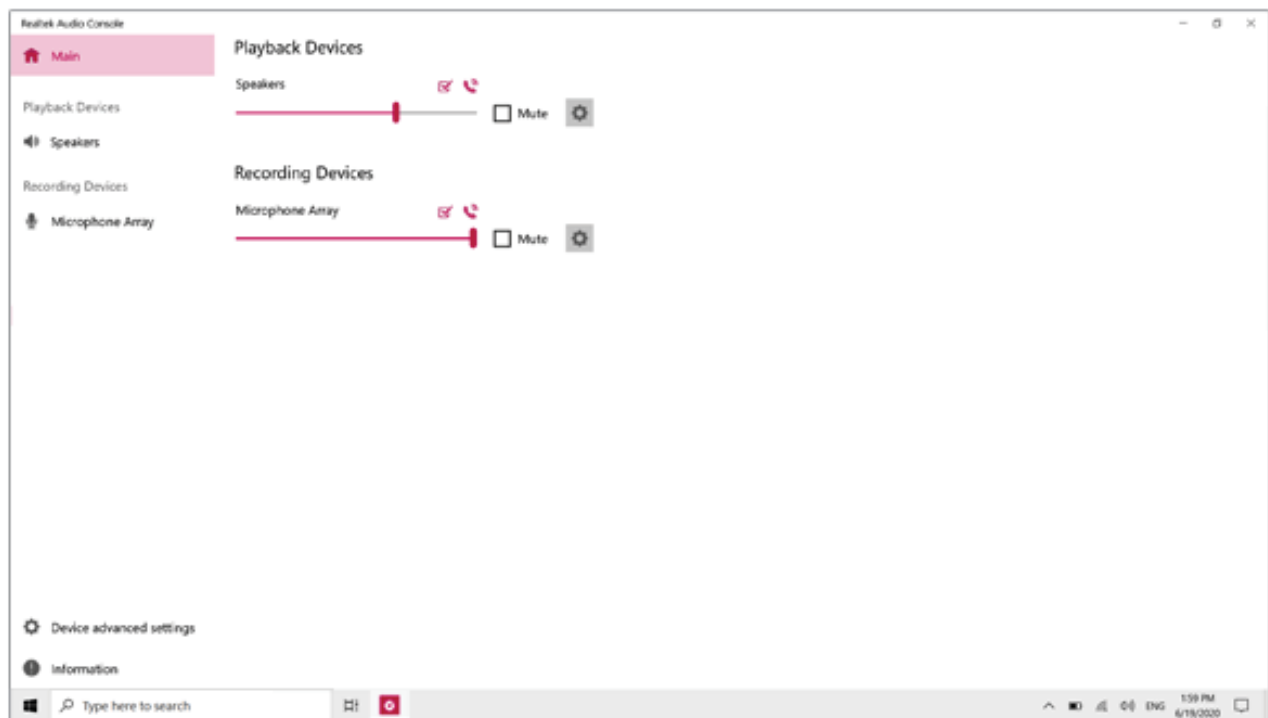 Realtek Audio Console
Main
Playback Devices
Speakers
Recording Devices
Microphone Array
Device advanced settings
Information
Playback Devices
Speakers
Mute
Recording Devices
Microphone Array
Mute
Type here to search
ENG
1:59 PM
6/19/2020